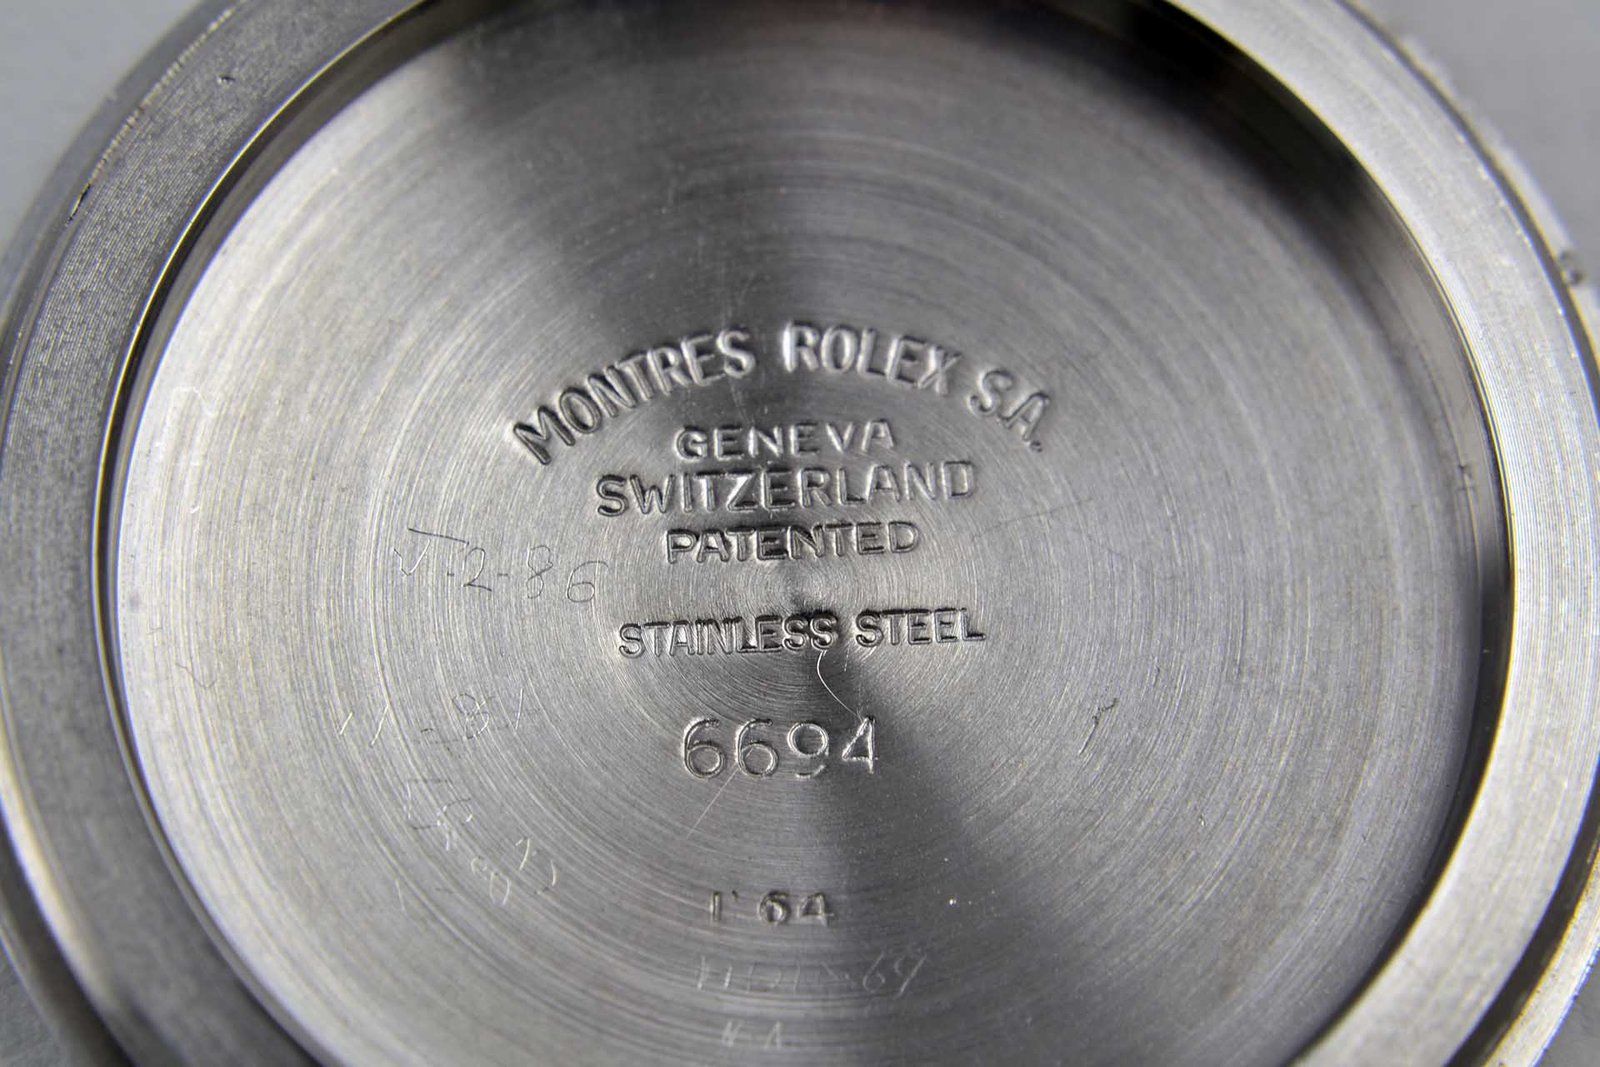 MONTRES ROLEX S.A.
GENEVA
SWITZERLAND
PATENTED
STAINLESS STEEL
6694
I 64